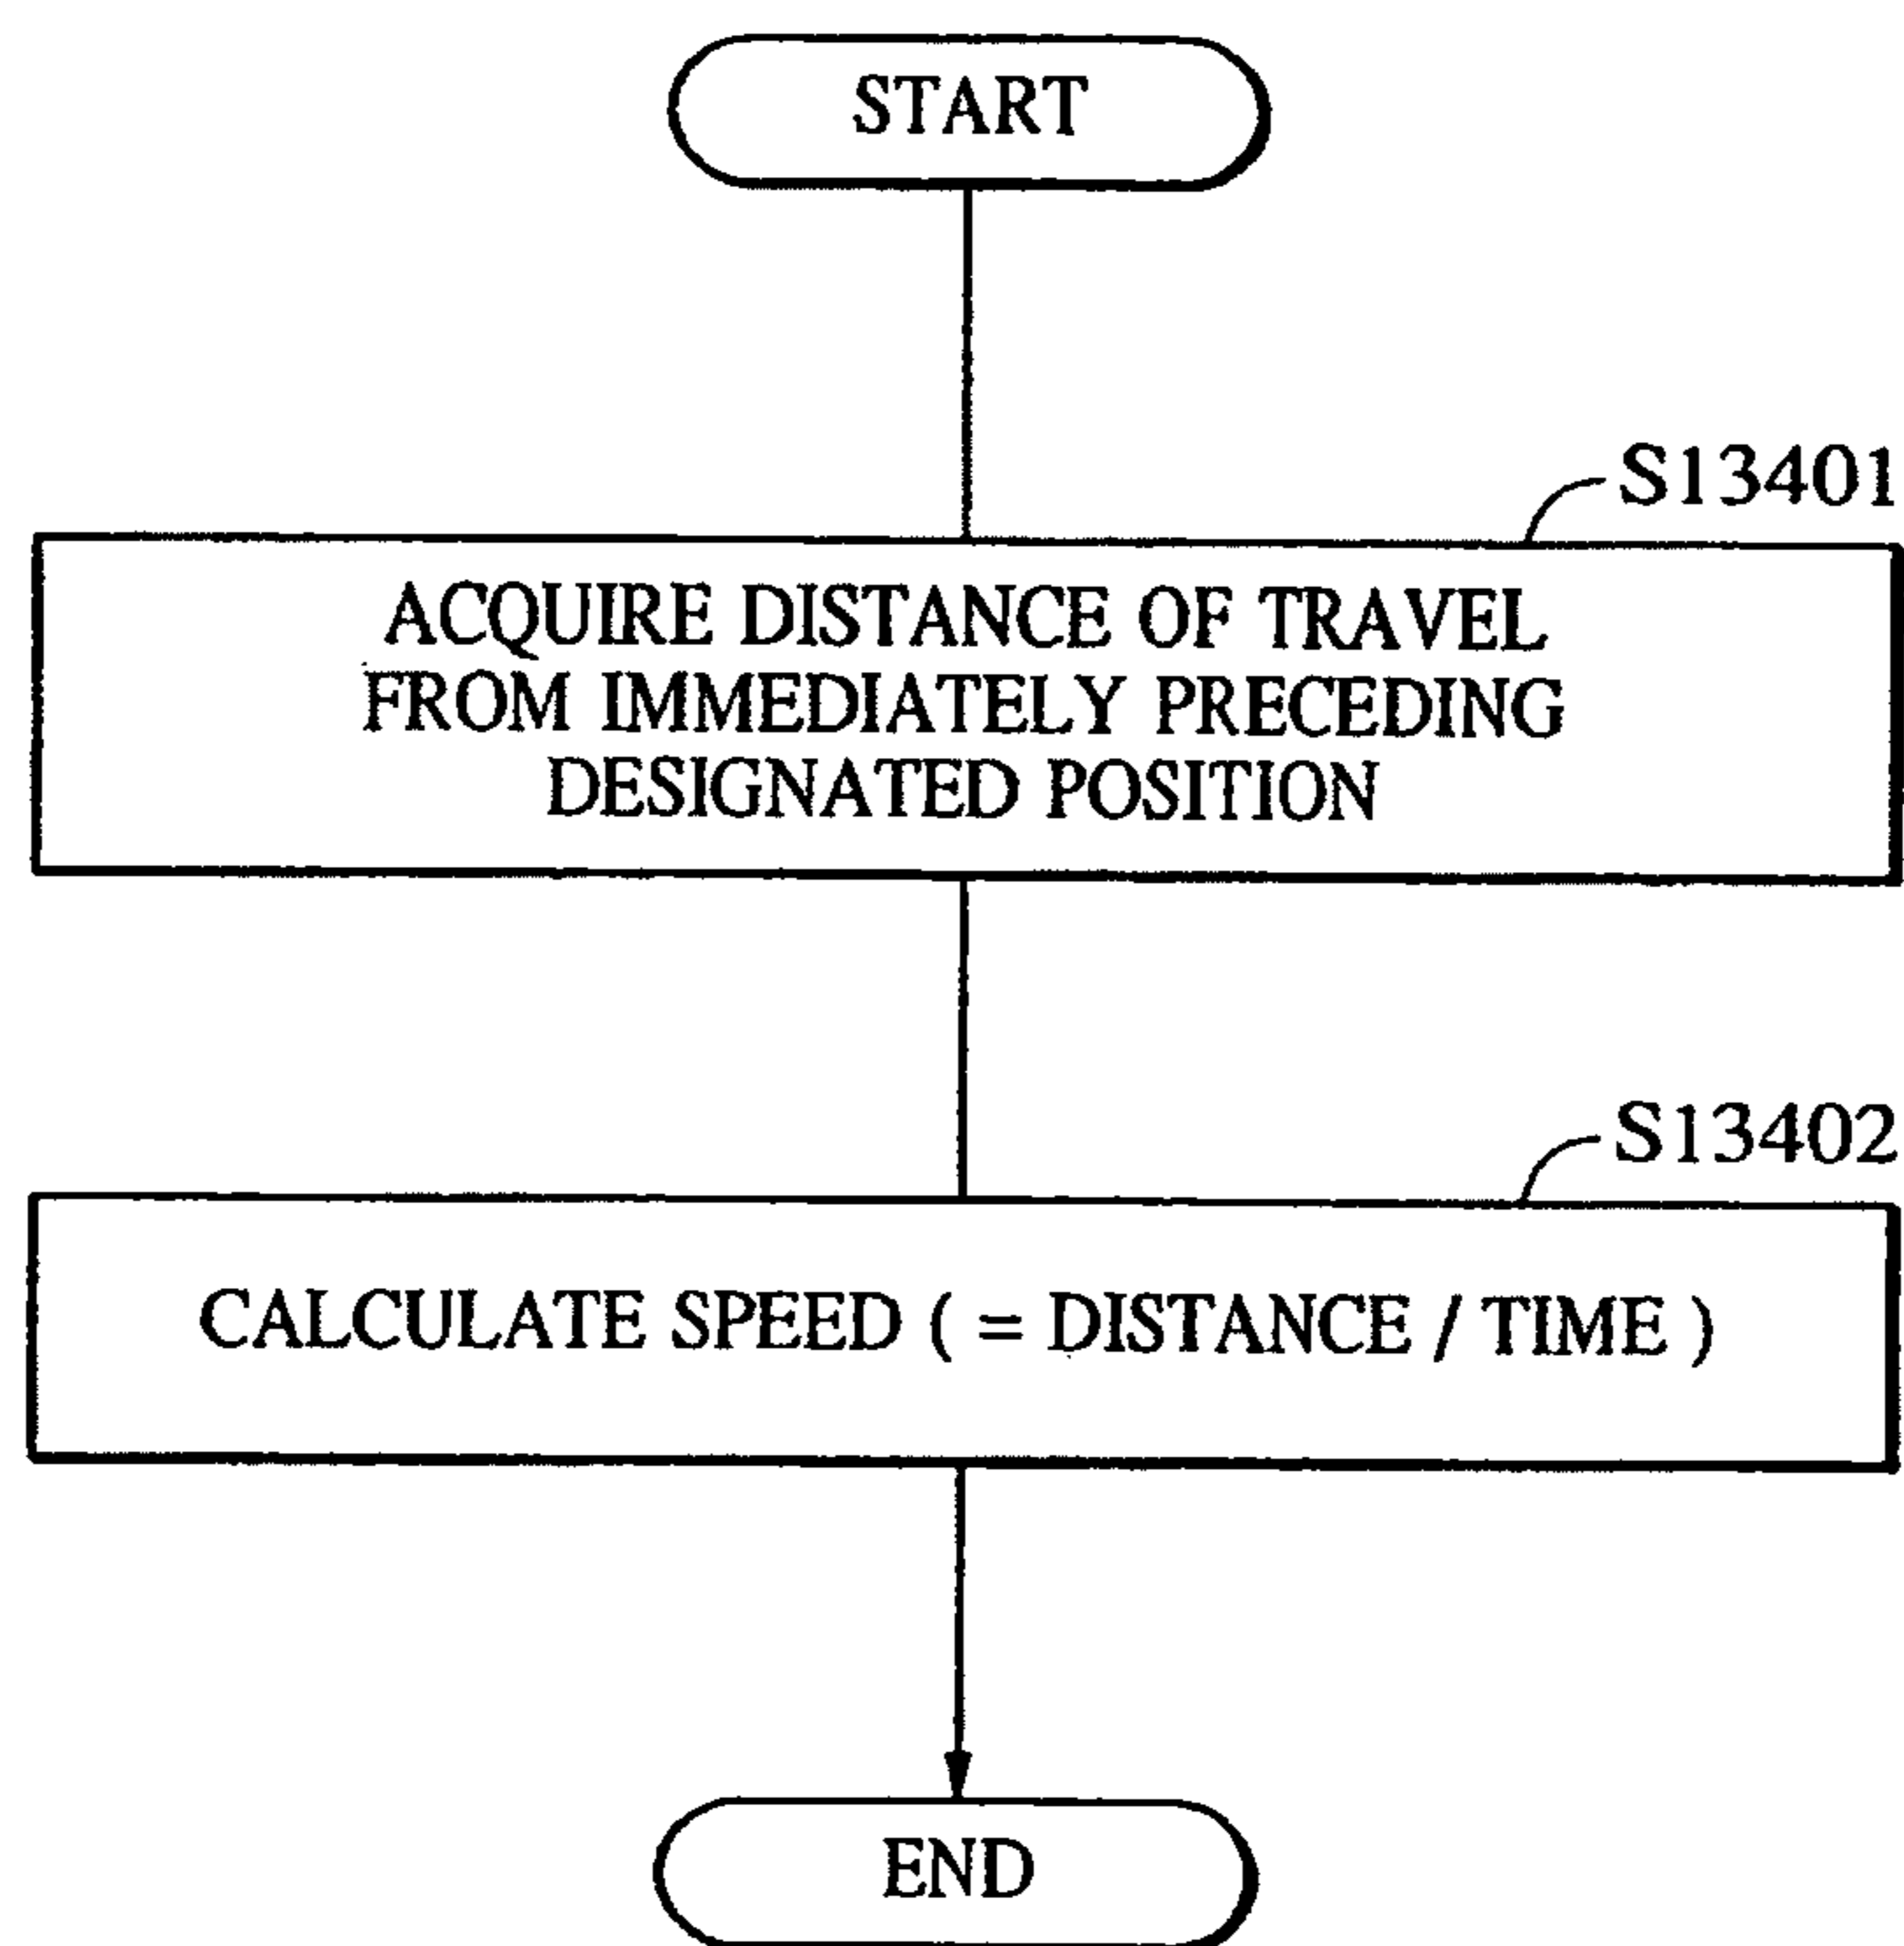 START
S13401
ACQUIRE DISTANCE OF TRAVEL
FROM IMMEDIATELY PRECEDING
DESIGNATED POSITION
S13402
CALCULATE SPEED ( = DISTANCE / TIME )
END